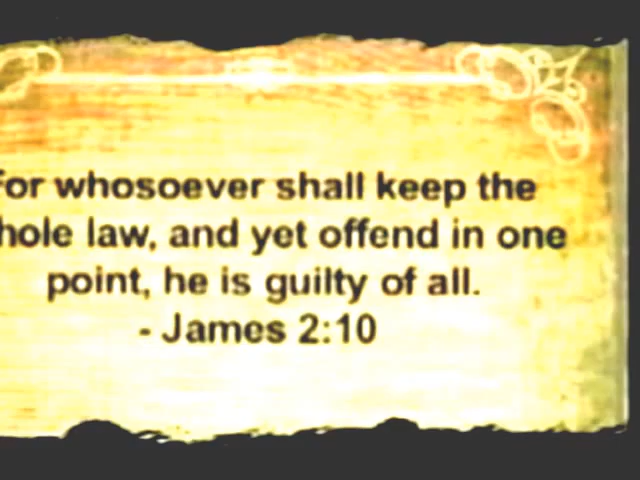 For whosoever shall keep the
hole law, and yet offend in one
point, he is guilty of all.
- James 2:10